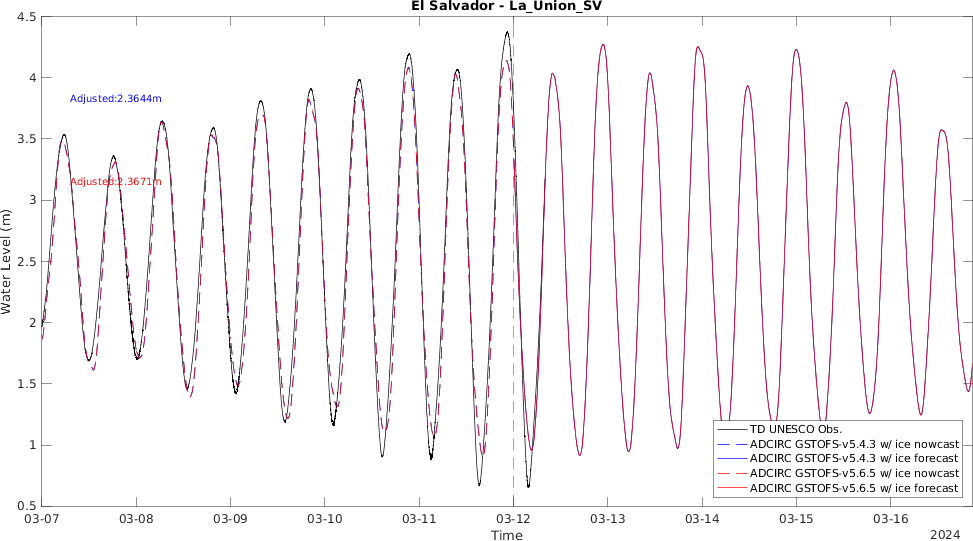 El Salvador - La_Union_SV
4.5
4
3.5
3
2.5
2
1.5
1
0.5
Water Level (m)
Adjusted:2.3644m
Adjusted:2.3671m
TD UNESCO Obs.
ADCIRC GSTOFS-v5.4.3 w/ ice nowcast
ADCIRC GSTOFS-v5.4.3 w/ ice forecast
ADCIRC GSTOFS-v5.6.5 w/ ice nowcast
ADCIRC GSTOFS-v5.6.5 w/ ice forecast
03-07 03-08 03-09 03-10 03-11 03-12 03-13 03-14 03-15 03-16
Time
2024